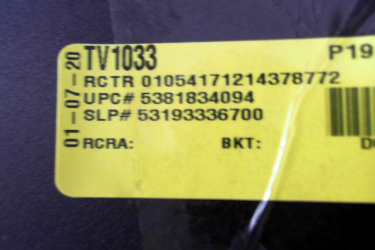 01-07-20
TV1033
P19
RCTR 01054171214378772
UPC# 5381834094
SLP# 53193336700
RCRA: BKT: